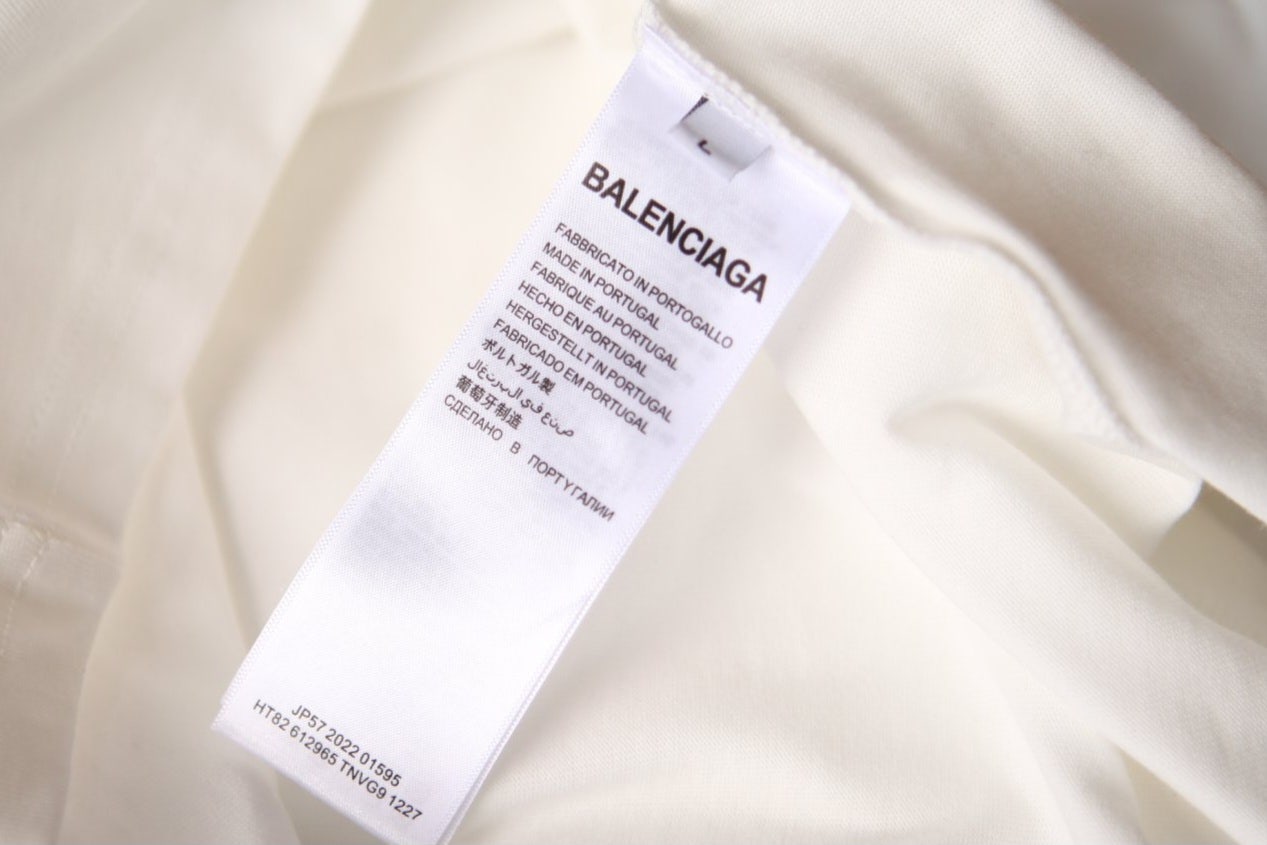 BALENCIAGA
FABBRICATO IN PORTOGALLO
MADE IN PORTUGAL
FABRIQUE AU PORTUGAL
HECHO EN PORTUGAL
HERGESTELLT IN PORTUGAL
FABRICADO EM PORTUGAL
ポルトガル製
صنع في البرتغال
葡萄牙制造
СДЕЛАНО В ПОРТУГАЛИИ
JP57 2022 01595
HT82 612965 TNVG9 1227